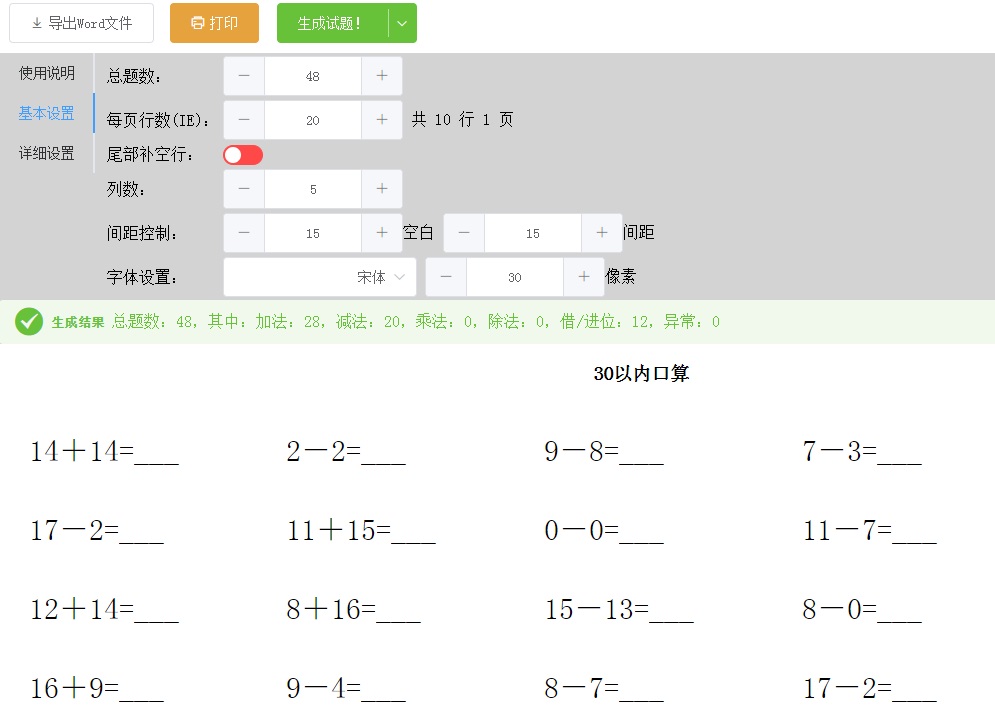 导出Word文件 打印 生成试题!
使用说明
基本设置
详细设置
总题数: 48
每页行数(IE): 20 共 10 行 1 页
尾部补空行:
列数: 5
间距控制: 15 空白 15 间距
字体设置: 宋体 30 像素
生成结果 总题数: 48, 其中: 加法: 28, 减法: 20, 乘法: 0, 除法: 0, 借/进位: 12, 异常: 0
30以内口算
14＋14=___ 2－2=___ 9－8=___ 7－3=___
17－2=___ 11＋15=___ 0－0=___ 11－7=___
12＋14=___ 8＋16=___ 15－13=___ 8－0=___
16＋9=___ 9－4=___ 8－7=___ 17－2=___